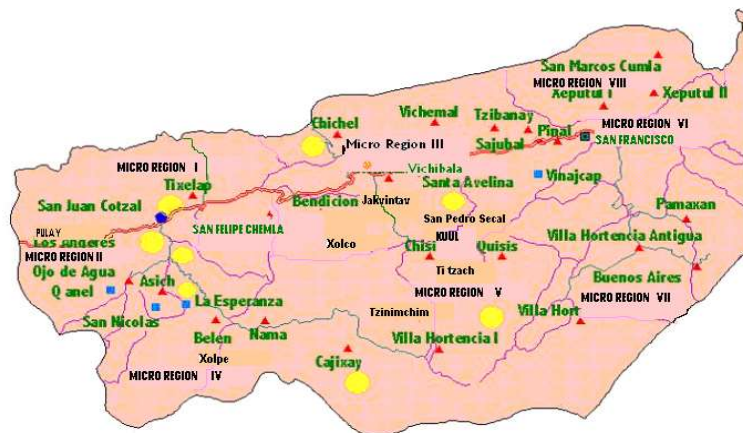 San Marcos Cumla
MICRO REGION VIII
Xeputul I
Xeputul II
Vichemal
Tzibanay
MICRO REGION VI
Chichel
Sajubal
Pinal
SAN FRANCISCO
Micro Region III
MICRO REGION I
Vichibala
Tixelap
Vinajcap
Santa Avelina
Bendicion
Jakvintav
San Juan Cotzal
San Pedro Secal
Pamaxan
PULAY
SAN FELIPE CHEMLA
KUUL
Los Angeles
Xolco
Chisi
Quisis
Villa Hortencia Antigua
MICRO REGION II
Ojo de Agua
Ti tzach
Buenos Aires
Q anel
Asich
MICRO REGION V
MICRO REGION VII
La Esperanza
Tzinimchim
Villa Hort
San Nicolas
Belen
Nama
Villa Hortencia I
Xolpe
Cajixay
MICRO REGION IV